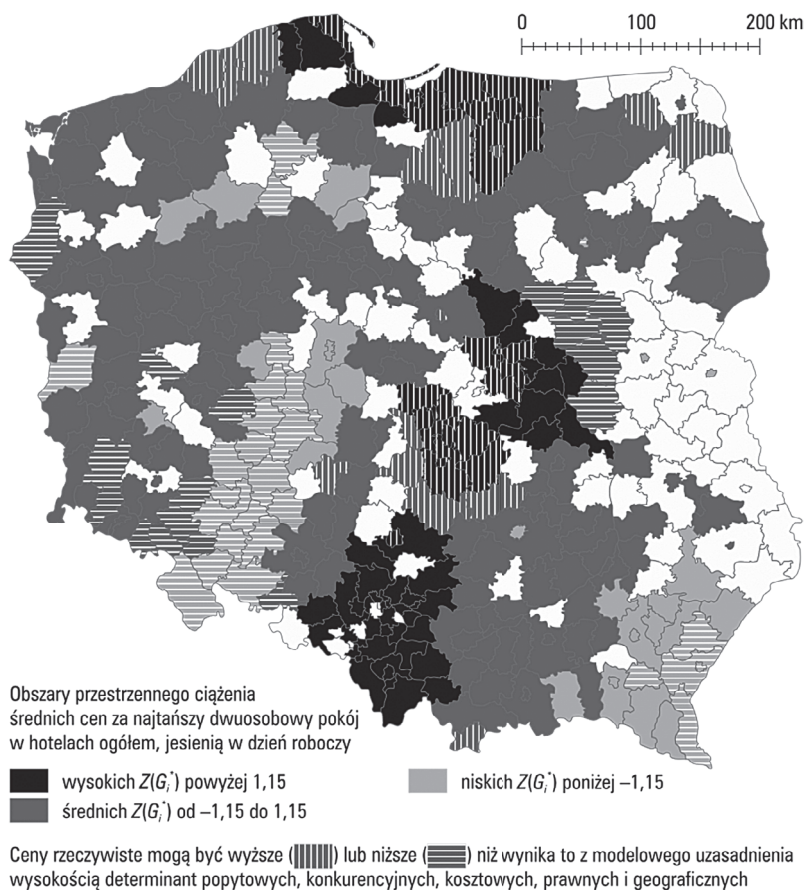 0 100 200 km
Obszary przestrzennego ciążenia
średnich cen za najtańszy dwuosobowy pokój
w hotelach ogółem, jesienią w dzień roboczy
wysokich Z(Gᵢ*) powyżej 1,15
niskich Z(Gᵢ*) poniżej –1,15
średnich Z(Gᵢ*) od –1,15 do 1,15
Ceny rzeczywiste mogą być wyższe ( ) lub niższe ( ) niż wynika to z modelowego uzasadnienia
wysokością determinant popytowych, konkurencyjnych, kosztowych, prawnych i geograficznych